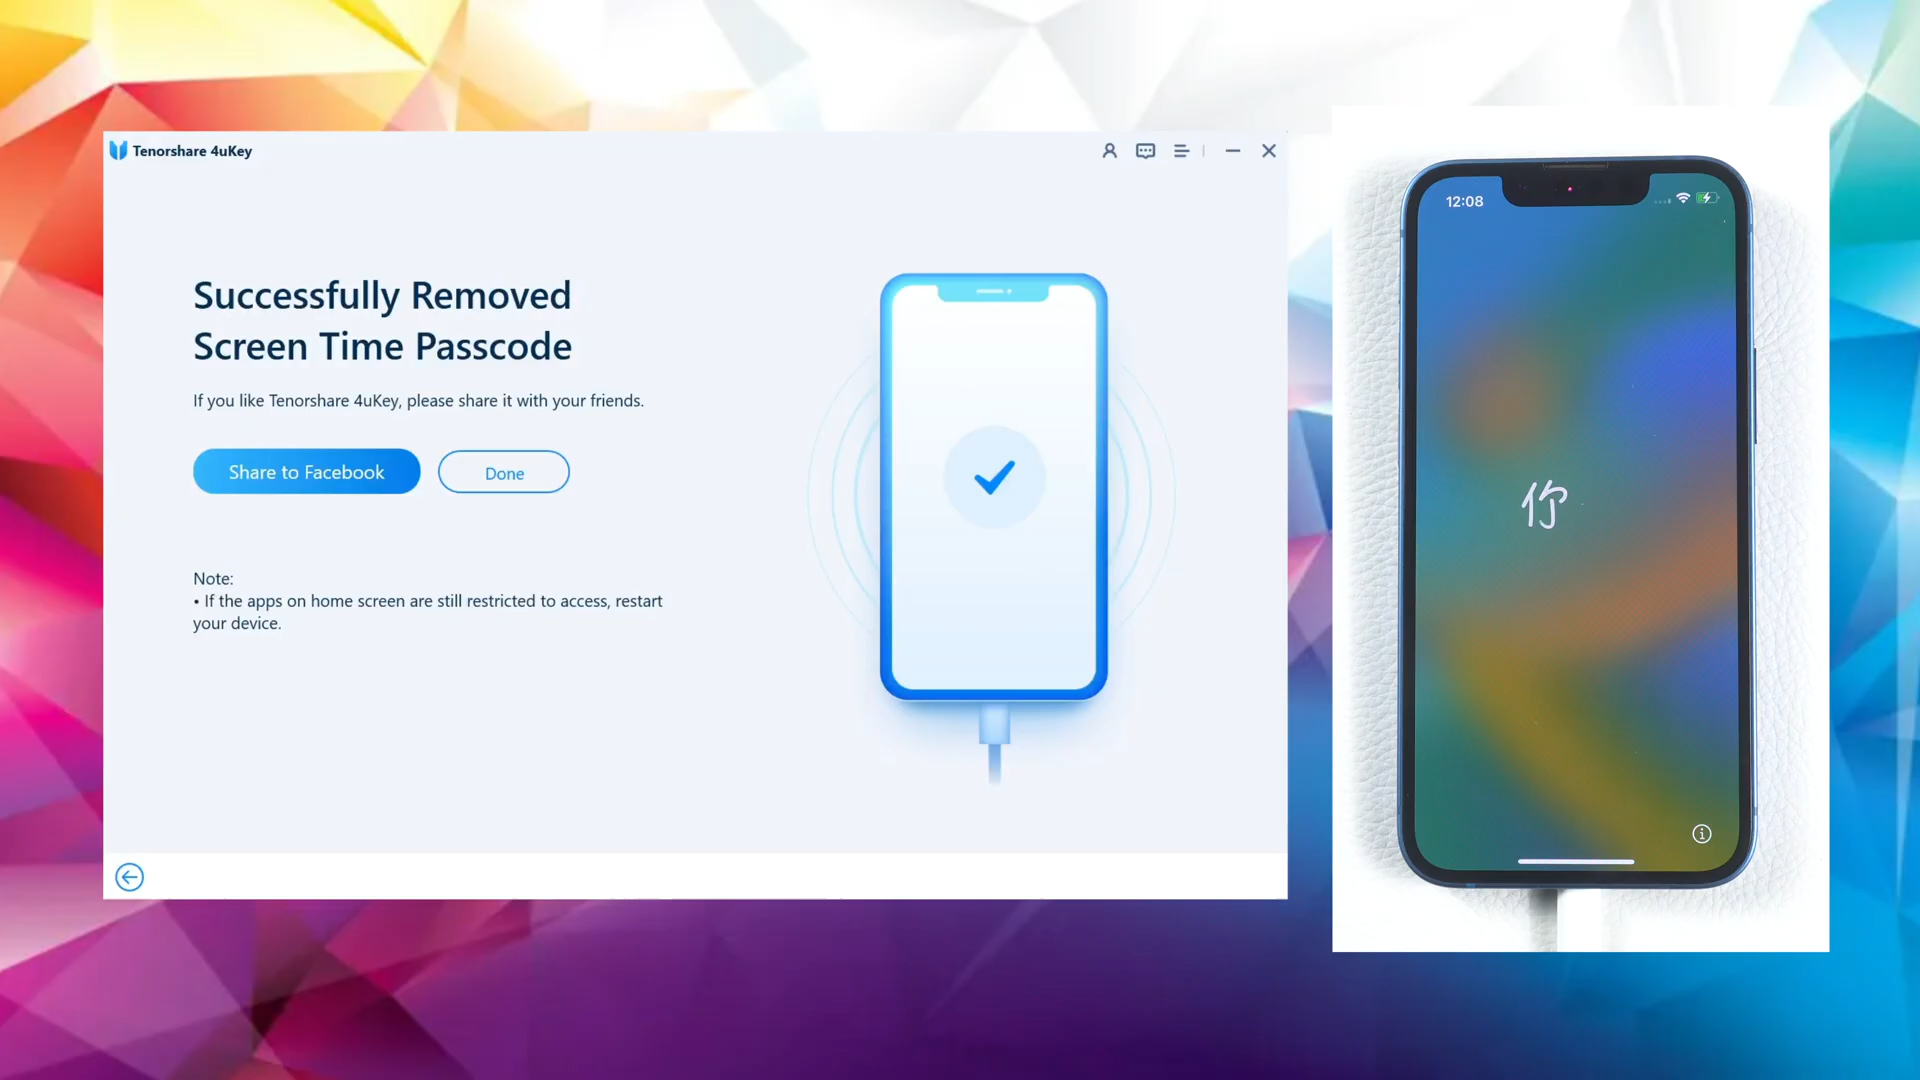 Tenorshare 4uKey
Successfully Removed
Screen Time Passcode
If you like Tenorshare 4uKey, please share it with your friends.
Share to Facebook
Done
Note:
• If the apps on home screen are still restricted to access, restart
your device.
12:08
你